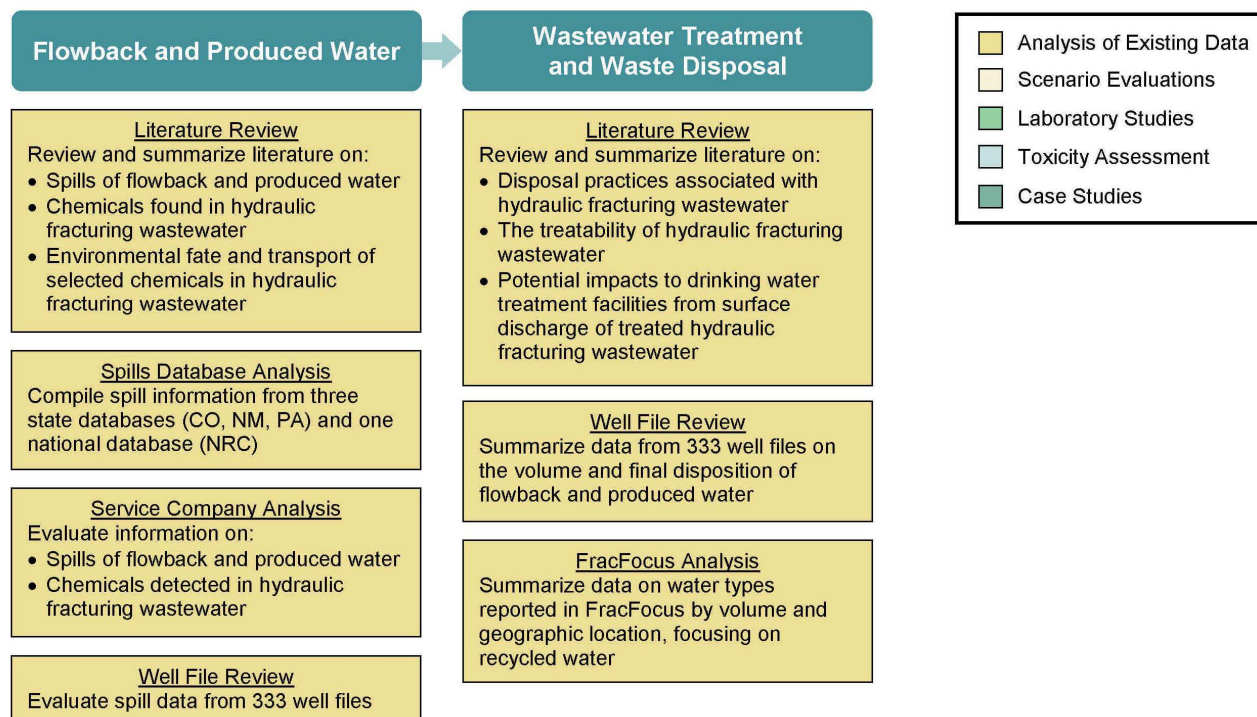 Flowback and Produced Water
Literature Review
Review and summarize literature on:
• Spills of flowback and produced water
• Chemicals found in hydraulic
fracturing wastewater
• Environmental fate and transport of
selected chemicals in hydraulic
fracturing wastewater
Spills Database Analysis
Compile spill information from three
state databases (CO, NM, PA) and one
national database (NRC)
Service Company Analysis
Evaluate information on:
• Spills of flowback and produced water
• Chemicals detected in hydraulic
fracturing wastewater
Well File Review
Evaluate spill data from 333 well files
Wastewater Treatment
and Waste Disposal
Literature Review
Review and summarize literature on:
• Disposal practices associated with
hydraulic fracturing wastewater
• The treatability of hydraulic fracturing
wastewater
• Potential impacts to drinking water
treatment facilities from surface
discharge of treated hydraulic
fracturing wastewater
Well File Review
Summarize data from 333 well files on
the volume and final disposition of
flowback and produced water
FracFocus Analysis
Summarize data on water types
reported in FracFocus by volume and
geographic location, focusing on
recycled water
Analysis of Existing Data
Scenario Evaluations
Laboratory Studies
Toxicity Assessment
Case Studies